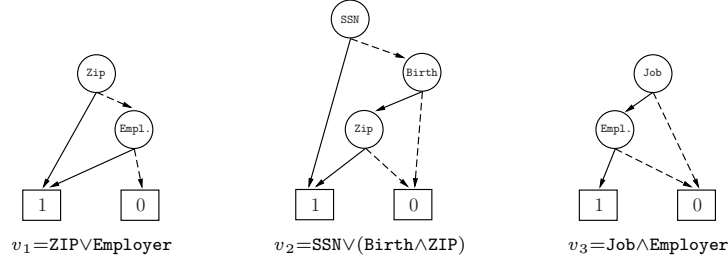 SSN
Zip
Birth
Job
Empl.
Zip
Empl.
1
0
1
0
1
0
v₁=ZIP∨Employer
v₂=SSN∨(Birth∧ZIP)
v₃=Job∧Employer